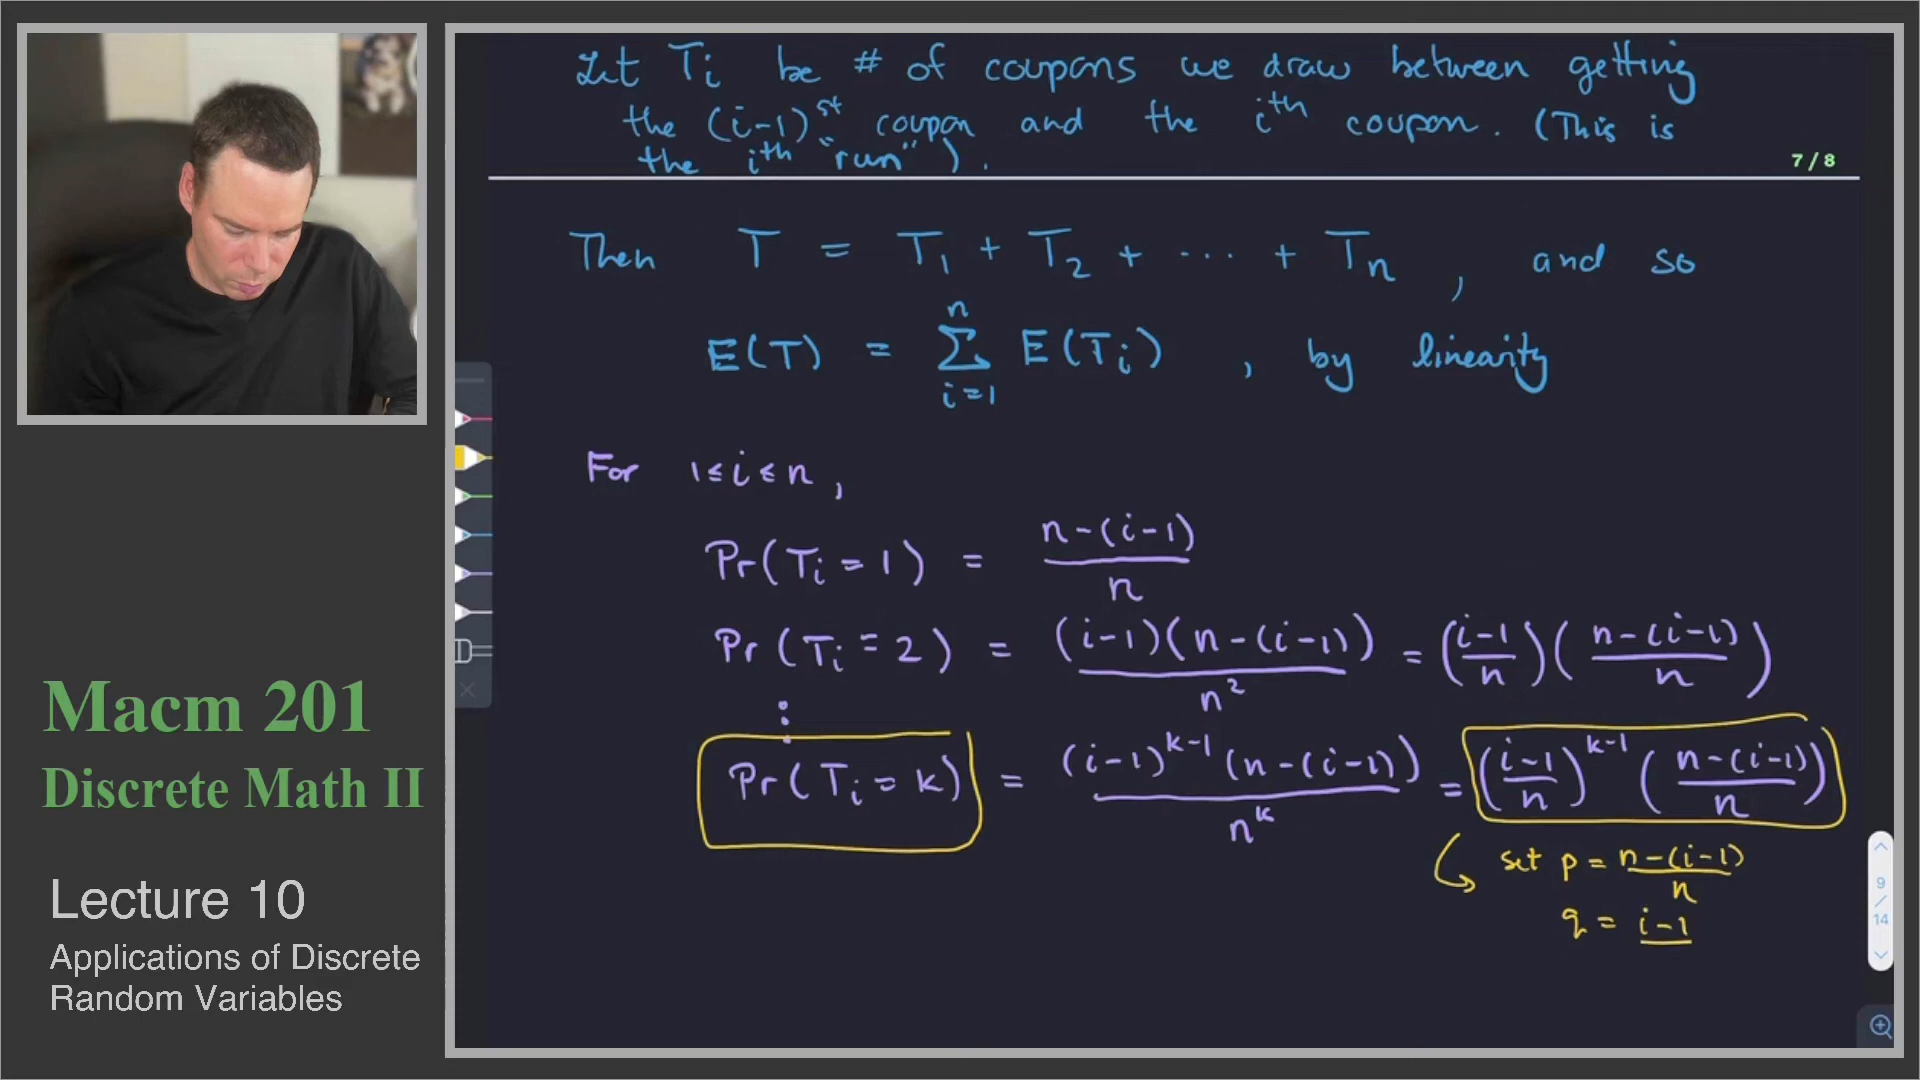 Let Tᵢ be # of coupons we draw between getting
the (i-1)ˢᵗ coupon and the iᵗʰ coupon. (This is
the iᵗʰ "run").
7 / 8
Then T = T₁ + T₂ + ··· + Tₙ , and so
E(T) = ∑ᵢ₌₁ⁿ E(Tᵢ) , by linearity
For 1 ≤ i ≤ n ,
Pr(Tᵢ = 1) = (n-(i-1))/n
Pr(Tᵢ = 2) = ((i-1)(n-(i-1)))/n² = ((i-1)/n)((n-(i-1))/n)
⋮
Pr(Tᵢ = k) = ((i-1)ᵏ⁻¹(n-(i-1)))/nᵏ = ((i-1)/n)ᵏ⁻¹((n-(i-1))/n)
set p = (n-(i-1))/n
q = i-1
9
/
14
Macm 201
Discrete Math II
Lecture 10
Applications of Discrete
Random Variables